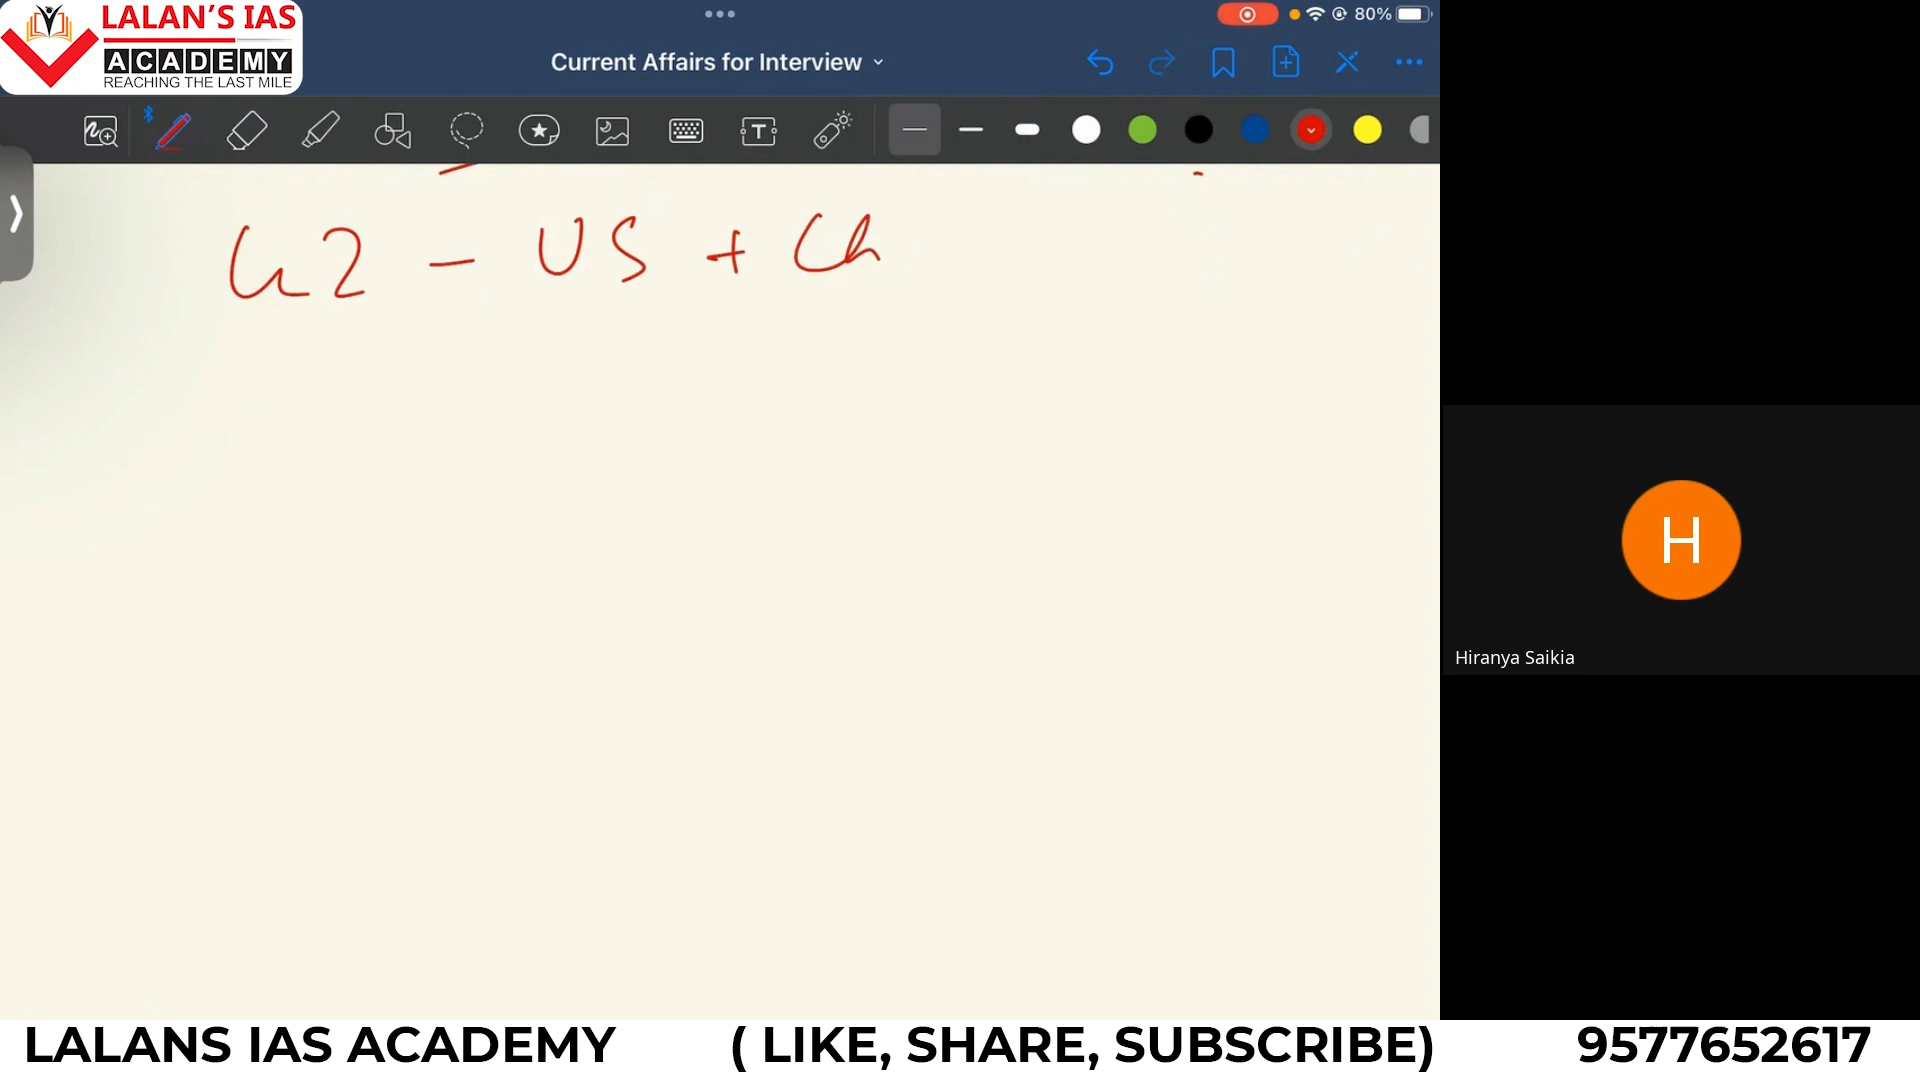 LALAN'S IAS
ACADEMY
REACHING THE LAST MILE
80%
Current Affairs for Interview
T
G2 - US + Ch
H
Hiranya Saikia
LALANS IAS ACADEMY ( LIKE, SHARE, SUBSCRIBE) 9577652617